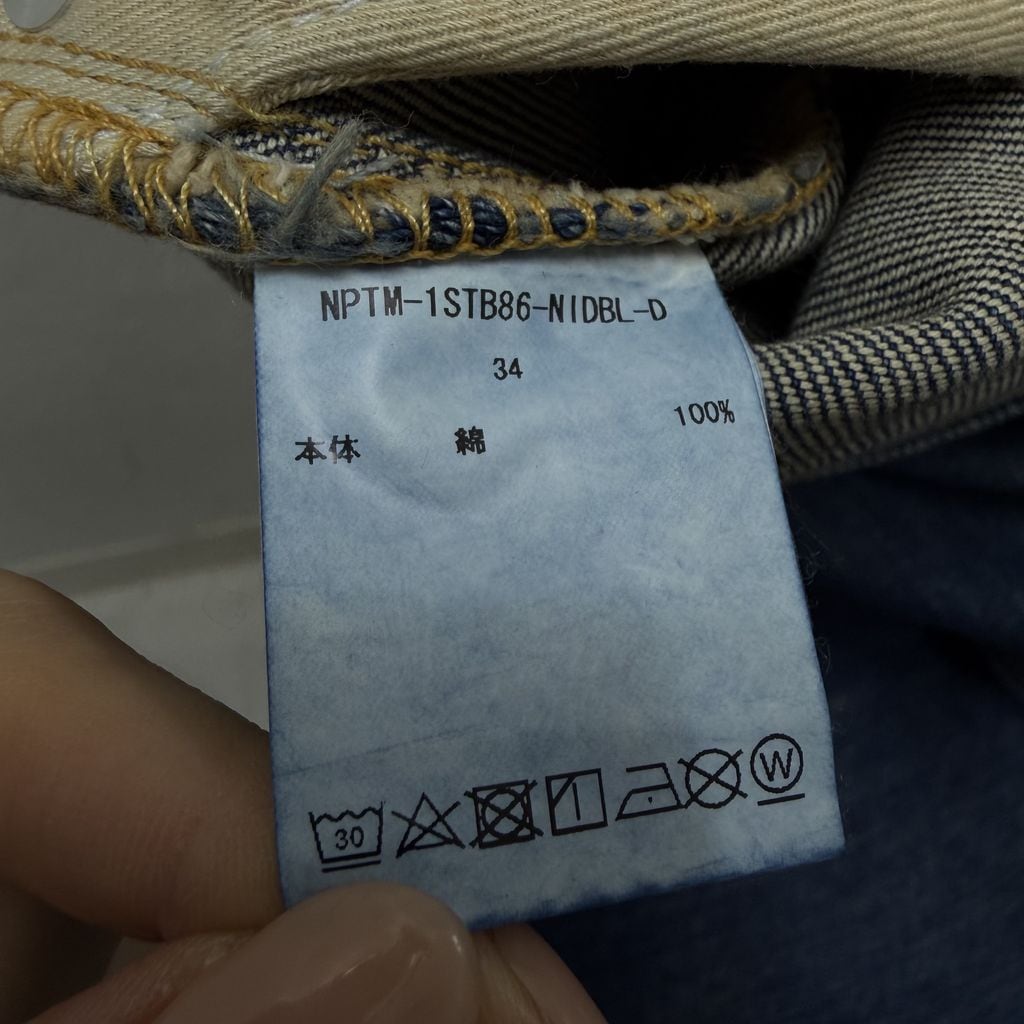 NPTM-1STB86-NIDBL-D
34
本体 綿 100%
30 W